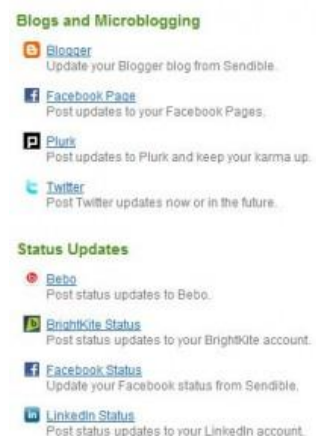 Blogs and Microblogging
Blogger
Update your Blogger blog from Sendible.
Facebook Page
Post updates to your Facebook Pages.
Plurk
Post updates to Plurk and keep your karma up.
Twitter
Post Twitter updates now or in the future.
Status Updates
Bebo
Post status updates to Bebo.
BrightKite Status
Post status updates to your BrightKite account.
Facebook Status
Update your Facebook status from Sendible.
LinkedIn Status
Post status updates to your LinkedIn account.